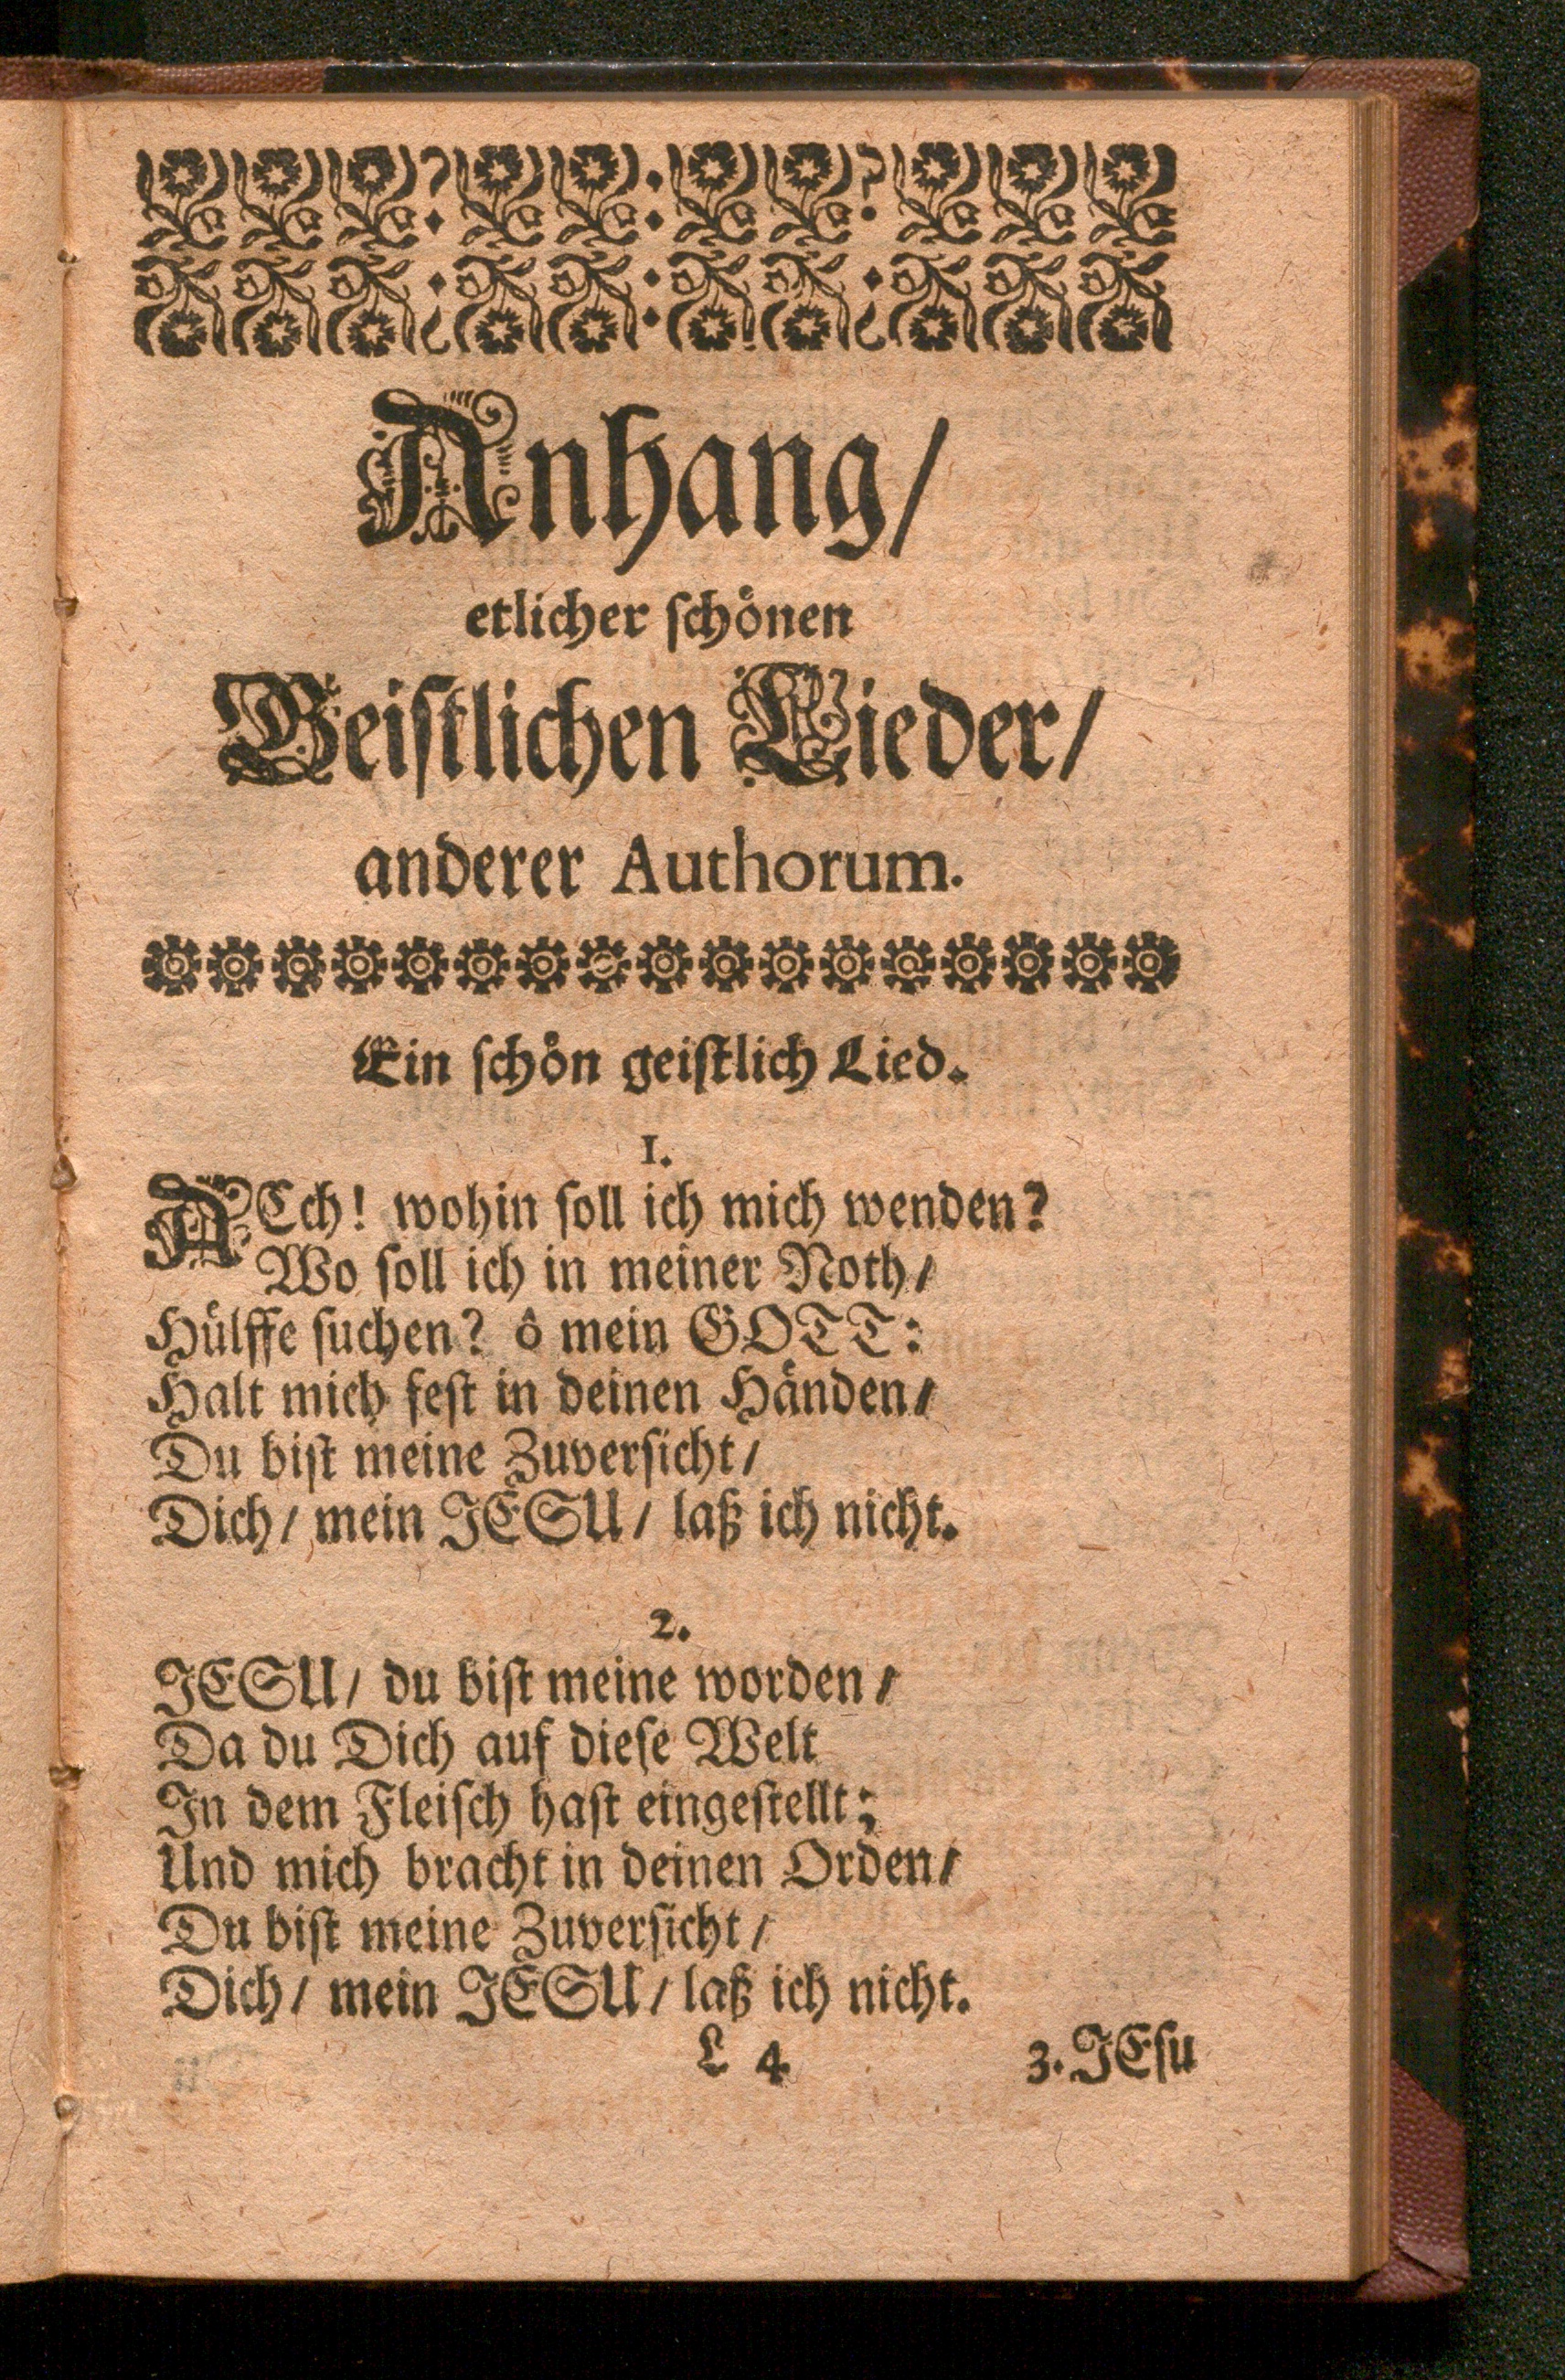 Anhang/
etlicher schönen
Geistlichen Lieder/
anderer Authorum.
Ein schön geistlich Lied.
1.
ACch! wohin soll ich mich wenden?
Wo soll ich in meiner Noth/
Hülffe suchen? ô mein GOTT:
Halt mich fest in deinen Händen/
Du bist meine Zuversicht/
Dich/ mein JESU/ laß ich nicht.
2.
JESU/ du bist meine worden/
Da du Dich auf diese Welt
In dem Fleisch hast eingestellt;
Und mich bracht in deinen Orden/
Du bist meine Zuversicht/
Dich/ mein JESU/ laß ich nicht.
L 4 3. JEsu